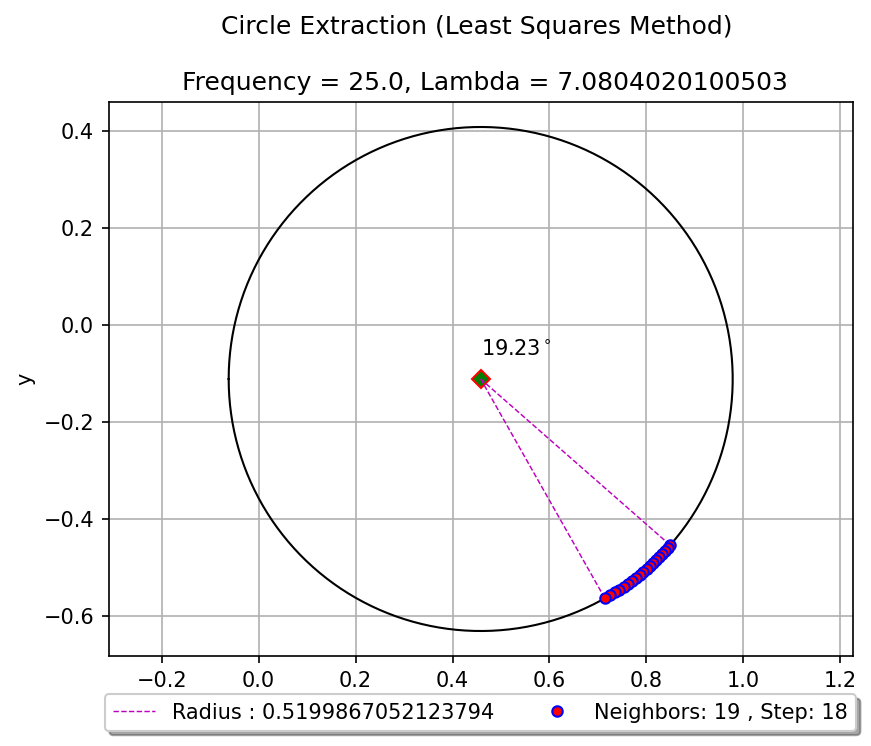 Circle Extraction (Least Squares Method)
Frequency = 25.0, Lambda = 7.0804020100503
0.4
0.2
0.0
−0.2
−0.4
−0.6
y
19.23°
−0.2 0.0 0.2 0.4 0.6 0.8 1.0 1.2
Radius : 0.5199867052123794 Neighbors: 19 , Step: 18